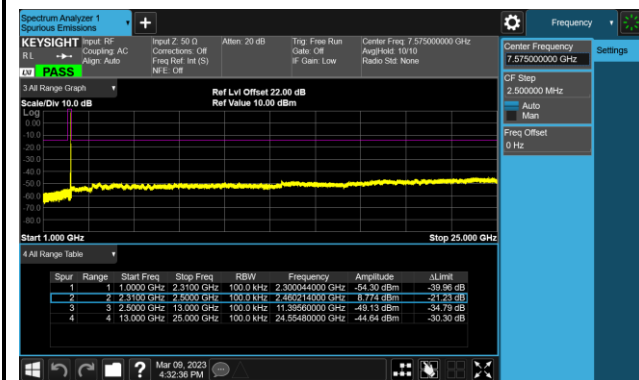 Spectrum Analyzer 1
Spurious Emissions
+
Frequency
KEYSIGHT Input: RF
RL
Coupling: AC
Align: Auto
Input Z: 50 Ω
Corrections: Off
Freq Ref: Int (S)
NFE: Off
Atten: 20 dB
Trig: Free Run
Gate: Off
IF Gain: Low
Center Freq: 7.575000000 GHz
Avg|Hold: 10/10
Radio Std: None
LXI PASS
Center Frequency
7.575000000 GHz
Settings
CF Step
2.500000 MHz
Auto
Man
Freq Offset
0 Hz
3 All Range Graph
Scale/Div 10.0 dB
Ref Lvl Offset 22.00 dB
Ref Value 10.00 dBm
Log
0.00
-10.0
-20.0
-30.0
-40.0
-50.0
-60.0
-70.0
-80.0
Start 1.000 GHz
Stop 25.000 GHz
4 All Range Table
Spur Range Start Freq Stop Freq RBW Frequency Amplitude ΔLimit
1 1 1.0000 GHz 2.3100 GHz 100.0 kHz 2.300044000 GHz -54.30 dBm -39.96 dB
2 2 2.3100 GHz 2.5000 GHz 100.0 kHz 2.460214000 GHz 8.774 dBm -21.23 dB
3 3 2.5000 GHz 13.000 GHz 100.0 kHz 11.39560000 GHz -49.13 dBm -34.79 dB
4 4 13.000 GHz 25.000 GHz 100.0 kHz 24.55480000 GHz -44.64 dBm -30.30 dB
?
Mar 09, 2023
4:32:36 PM